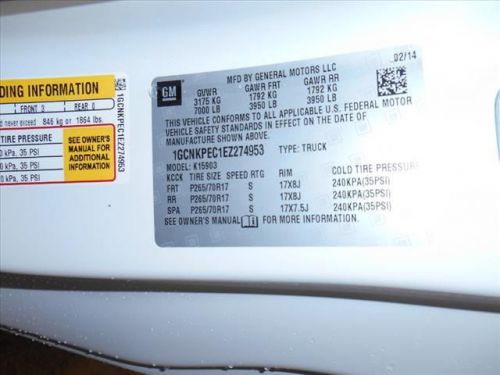 DING INFORMATION
FRONT 3 REAR 0
never exceed 846 kg or 1864 lbs.
TIRE PRESSURE
0 kPa, 35 PSI
0 kPa, 35 PSI
0 kPa, 35 PSI
SEE OWNER'S
MANUAL FOR
ADDITIONAL
INFORMATION
1GCNKPEC1EZ274953
GM
MFD BY GENERAL MOTORS LLC
02/14
GVWR GAWR FRT GAWR RR
3175 KG 1792 KG 1792 KG
7000 LB 3950 LB 3950 LB
THIS VEHICLE CONFORMS TO ALL APPLICABLE U.S. FEDERAL MOTOR
VEHICLE SAFETY STANDARDS IN EFFECT ON THE DATE OF
MANUFACTURE SHOWN ABOVE.
1GCNKPEC1EZ274953 TYPE: TRUCK
MODEL: K15903
KCCK TIRE SIZE SPEED RTG RIM COLD TIRE PRESSURE
FRT P265/70R17 S 17X8J 240KPA(35PSI)
RR P265/70R17 S 17X8J 240KPA(35PSI)
SPA P265/70R17 S 17X7.5J 240KPA(35PSI)
SEE OWNER'S MANUAL FOR MORE INFORMATION.